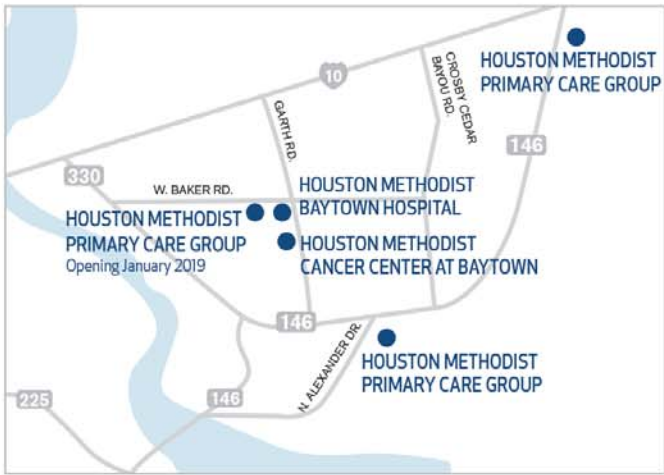 HOUSTON METHODIST
PRIMARY CARE GROUP
10
CROSBY CEDAR
BAYOU RD.
GARTH RD.
146
330
W. BAKER RD.
HOUSTON METHODIST
BAYTOWN HOSPITAL
HOUSTON METHODIST
PRIMARY CARE GROUP
Opening January 2019
HOUSTON METHODIST
CANCER CENTER AT BAYTOWN
146
N. ALEXANDER DR.
HOUSTON METHODIST
PRIMARY CARE GROUP
225
146